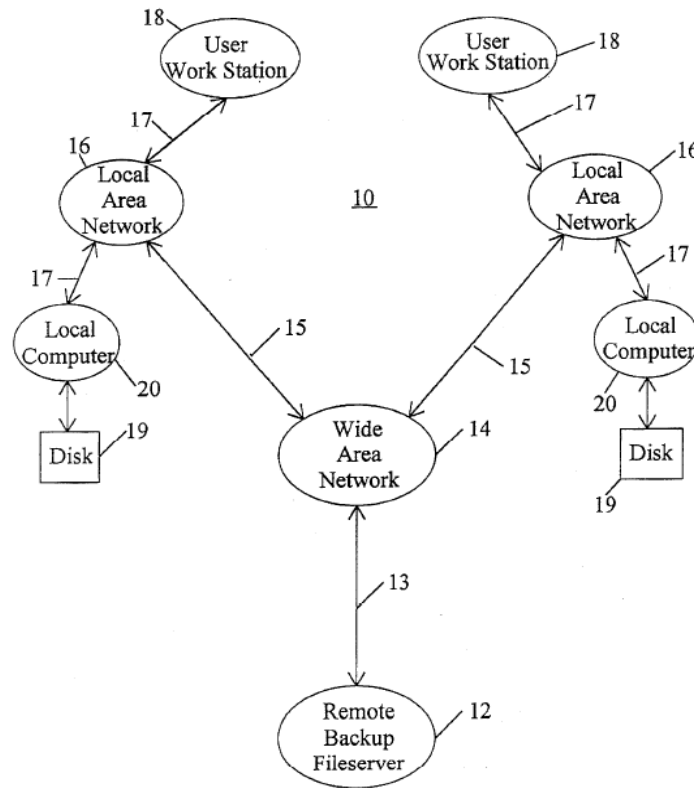 18
User
Work Station
User
Work Station
18
17
17
16
Local
Area
Network
10
16
Local
Area
Network
17
17
Local
Computer
20
15
15
Local
Computer
20
Disk
19
Wide
Area
Network
14
Disk
19
13
Remote
Backup
Fileserver
12